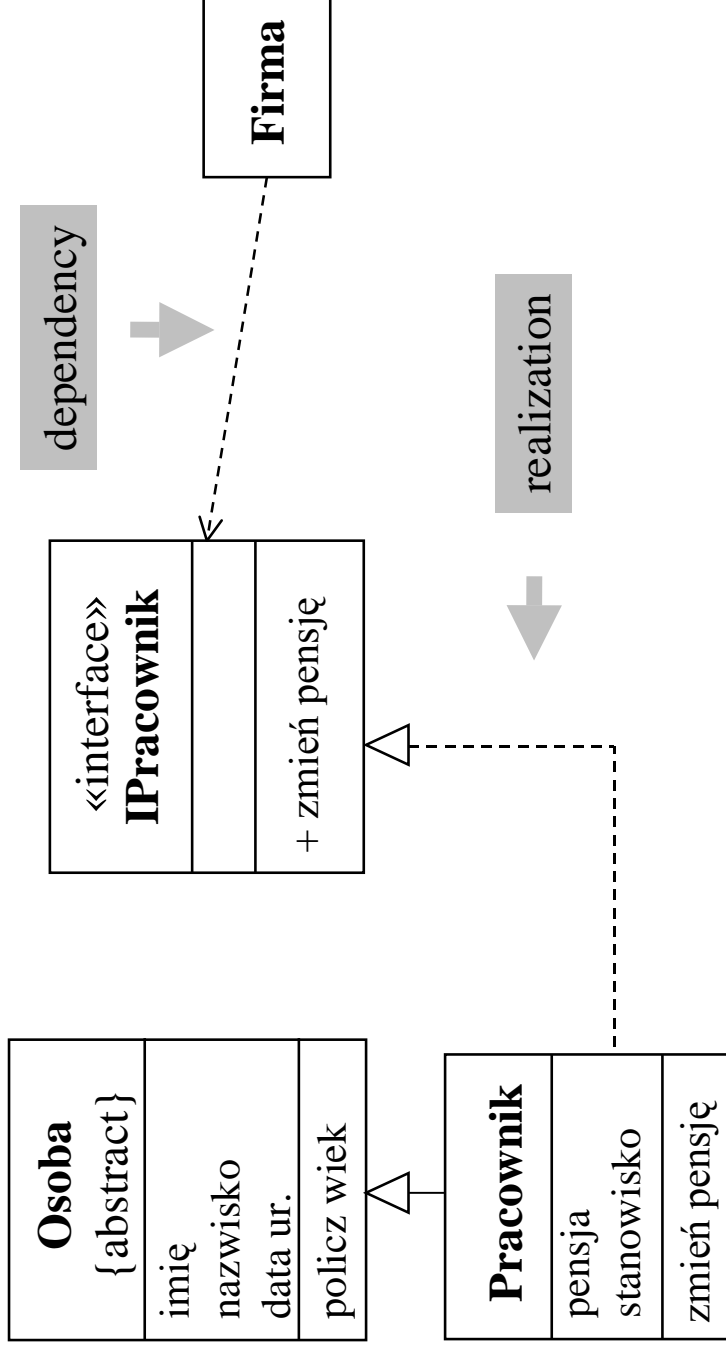 Osoba
{abstract}
imię
nazwisko
data ur.
policz wiek
«interface»
IPracownik
+ zmień pensję
dependency
Firma
Pracownik
pensja
stanowisko
zmień pensję
realization